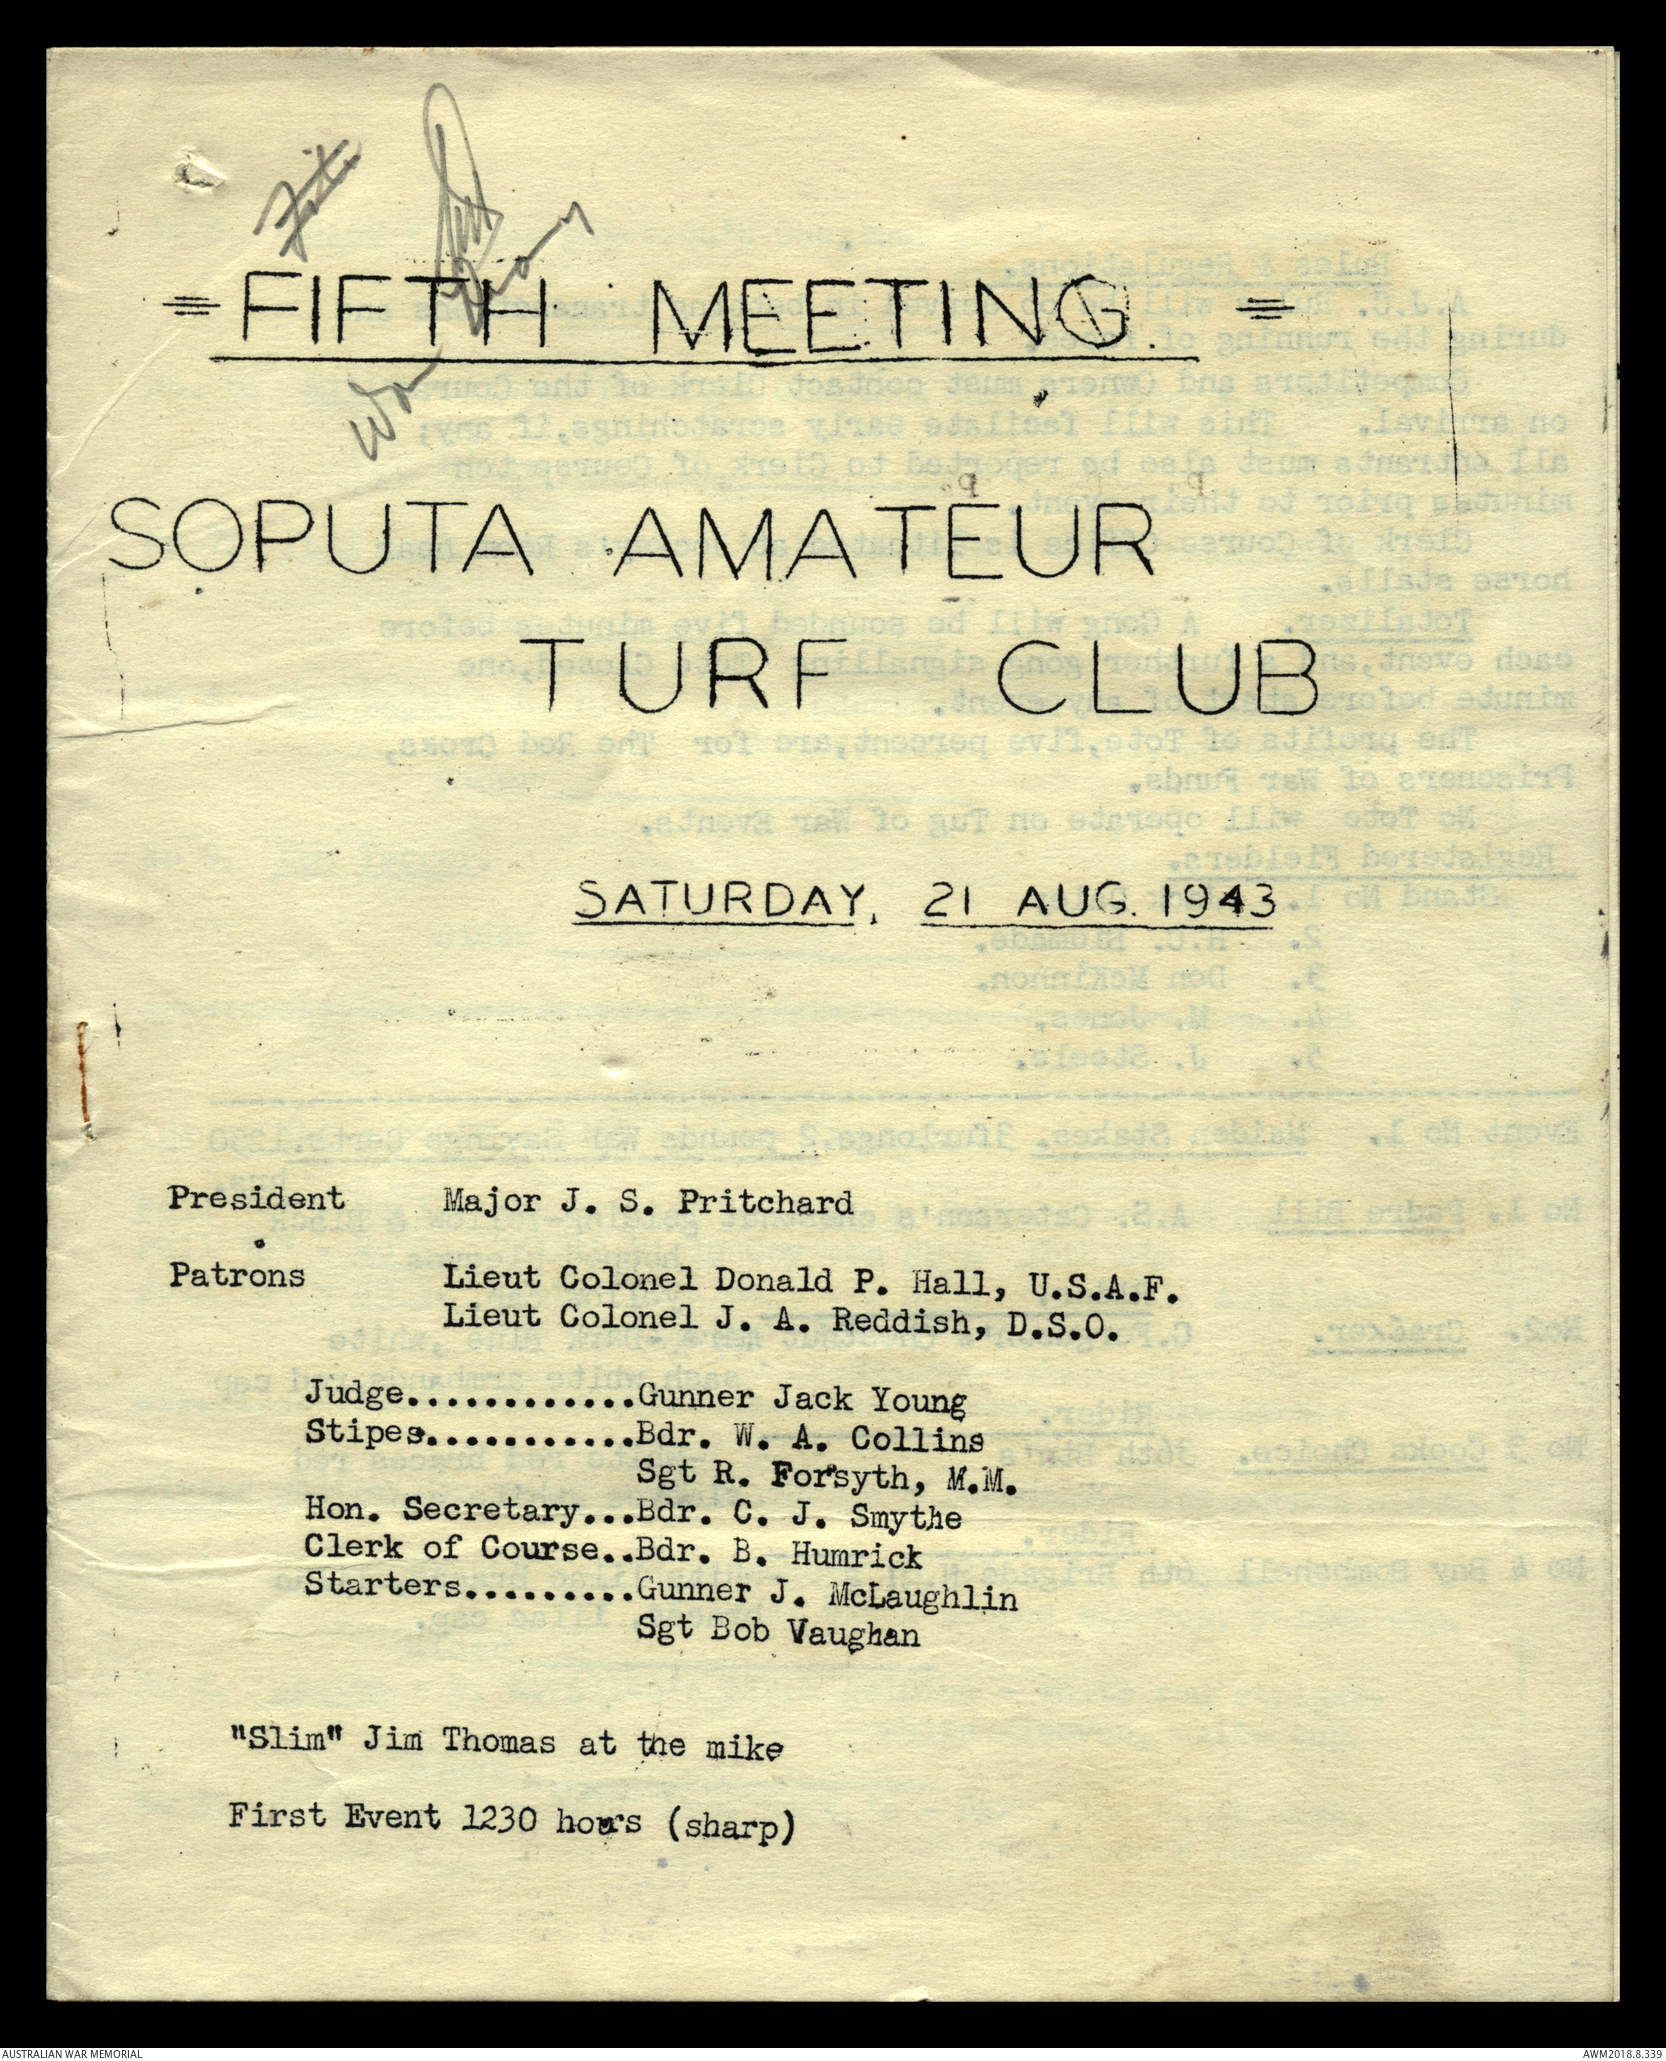 = FIFTH MEETING. =
SOPUTA AMATEUR
TURF CLUB
SATURDAY, 21 AUG. 1943
President Major J. S. Pritchard
Patrons Lieut Colonel Donald P. Hall, U.S.A.F.
Lieut Colonel J. A. Reddish, D.S.O.
Judge............Gunner Jack Young
Stipes...........Bdr. W. A. Collins
Sgt R. Forsyth, M.M.
Hon. Secretary...Bdr. C. J. Smythe
Clerk of Course..Bdr. B. Humrick
Starters.........Gunner J. McLaughlin
Sgt Bob Vaughan
"Slim" Jim Thomas at the mike
First Event 1230 hours (sharp)
AUSTRALIAN WAR MEMORIAL AWM2018.8.339